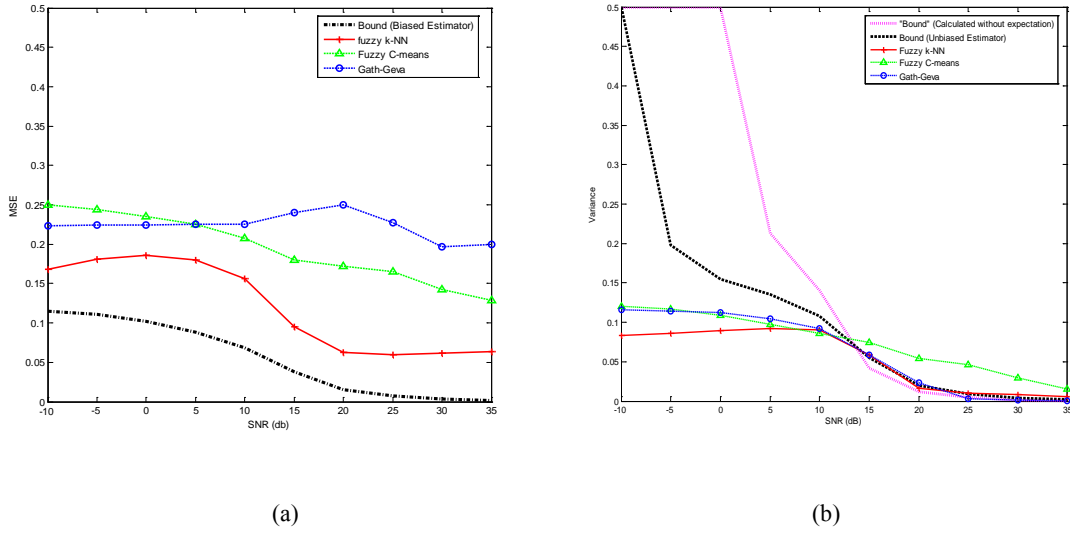 0.5
0.45
0.4
0.35
0.3
0.25
0.2
0.15
0.1
0.05
0
MSE
-10 -5 0 5 10 15 20 25 30 35
SNR (db)
Bound (Biased Estimator)
fuzzy k-NN
Fuzzy C-means
Gath-Geva
(a)
0.5
0.45
0.4
0.35
0.3
0.25
0.2
0.15
0.1
0.05
0
Variance
-10 -5 0 5 10 15 20 25 30 35
SNR (dB)
"Bound" (Calculated without expectation)
Bound (Unbiased Estimator)
Fuzzy k-NN
Fuzzy C-means
Gath-Geva
(b)